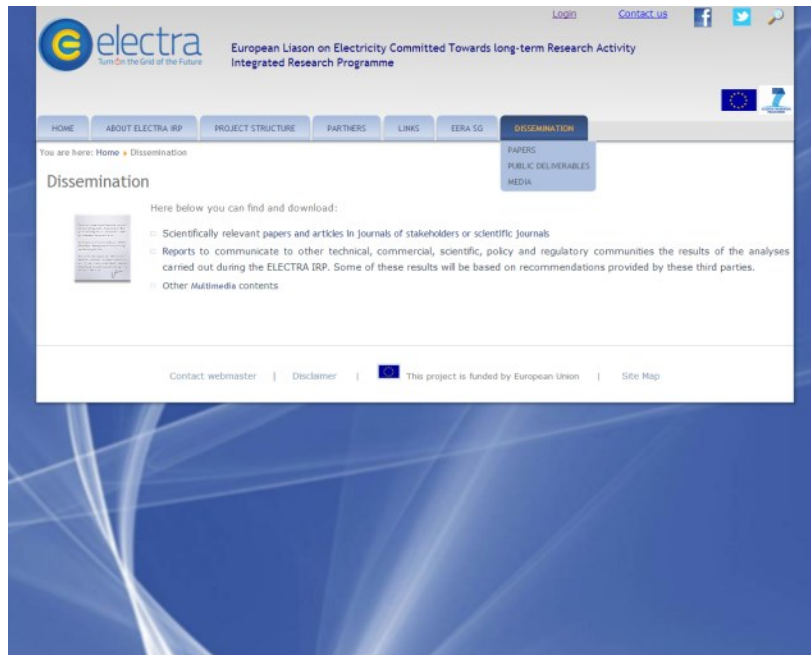 Login
Contact us
electra
Turn On the Grid of the Future
European Liason on Electricity Committed Towards long-term Research Activity
Integrated Research Programme
HOME
ABOUT ELECTRA IRP
PROJECT STRUCTURE
PARTNERS
LINKS
EERA SG
DISSEMINATION
PAPERS
PUBLIC DELIVERABLES
MEDIA
You are here: Home Dissemination
Dissemination
Here below you can find and download:
Scientifically relevant papers and articles in journals of stakeholders or scientific journals
Reports to communicate to other technical, commercial, scientific, policy and regulatory communities the results of the analyses
carried out during the ELECTRA IRP. Some of these results will be based on recommendations provided by these third parties.
Other Multimedia contents
Contact webmaster | Disclaimer | This project is funded by European Union | Site Map